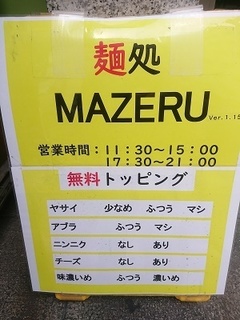 麺処
MAZERU
Ver.1.15
営業時間：11:30～15:00
17:30～21:00
無料トッピング
ヤサイ 少なめ ふつう マシ
アブラ ふつう マシ
ニンニク なし あり
チーズ なし あり
味濃いめ ふつう 濃いめ